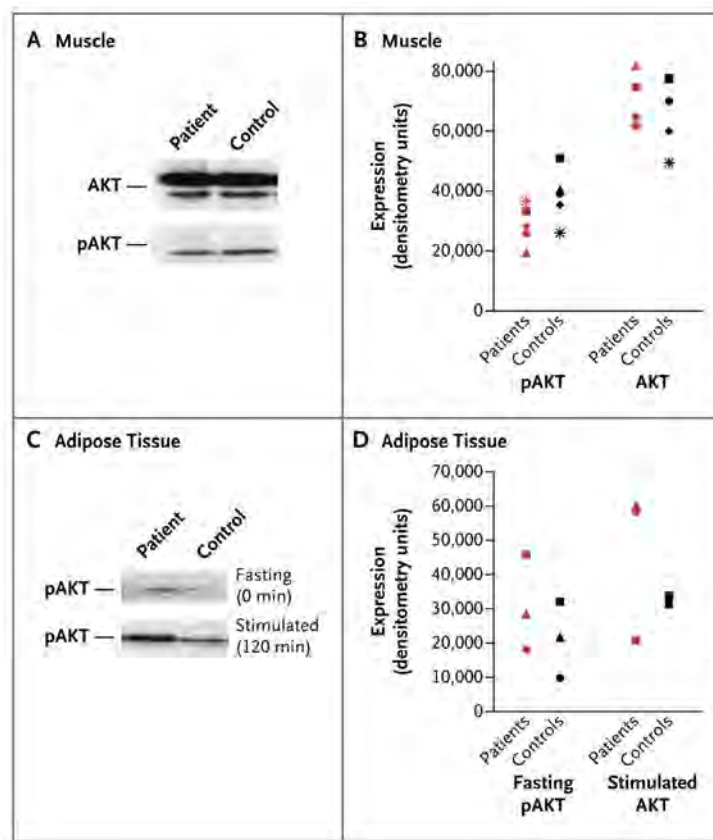 A Muscle
Patient
Control
AKT
pAKT
B Muscle
Expression
(densitometry units)
80,000
60,000
40,000
20,000
0
Patients
Controls
Patients
Controls
pAKT
AKT
C Adipose Tissue
Patient
Control
pAKT
Fasting
(0 min)
pAKT
Stimulated
(120 min)
D Adipose Tissue
Expression
(densitometry units)
70,000
60,000
50,000
40,000
30,000
20,000
10,000
0
Patients
Controls
Patients
Controls
Fasting
pAKT
Stimulated
AKT